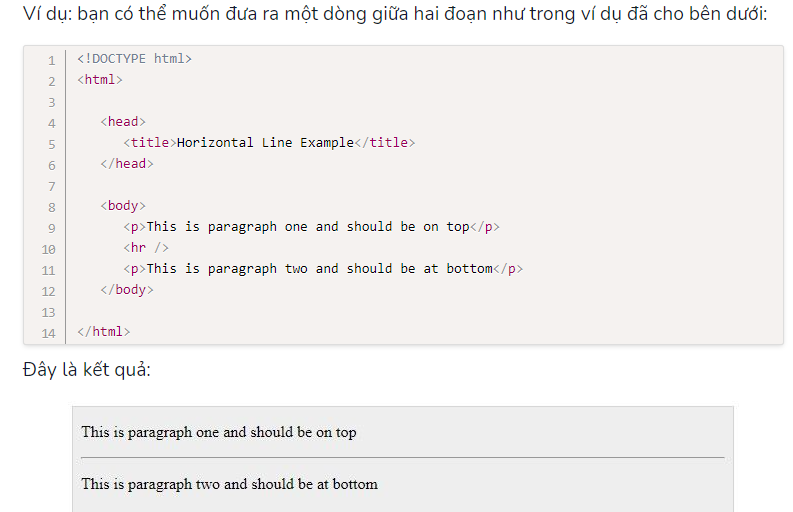 Ví dụ: bạn có thể muốn đưa ra một dòng giữa hai đoạn như trong ví dụ đã cho bên dưới:
1 <!DOCTYPE html>
2 <html>
3
4 <head>
5 <title>Horizontal Line Example</title>
6 </head>
7
8 <body>
9 <p>This is paragraph one and should be on top</p>
10 <hr />
11 <p>This is paragraph two and should be at bottom</p>
12 </body>
13
14 </html>
Đây là kết quả:
This is paragraph one and should be on top
This is paragraph two and should be at bottom